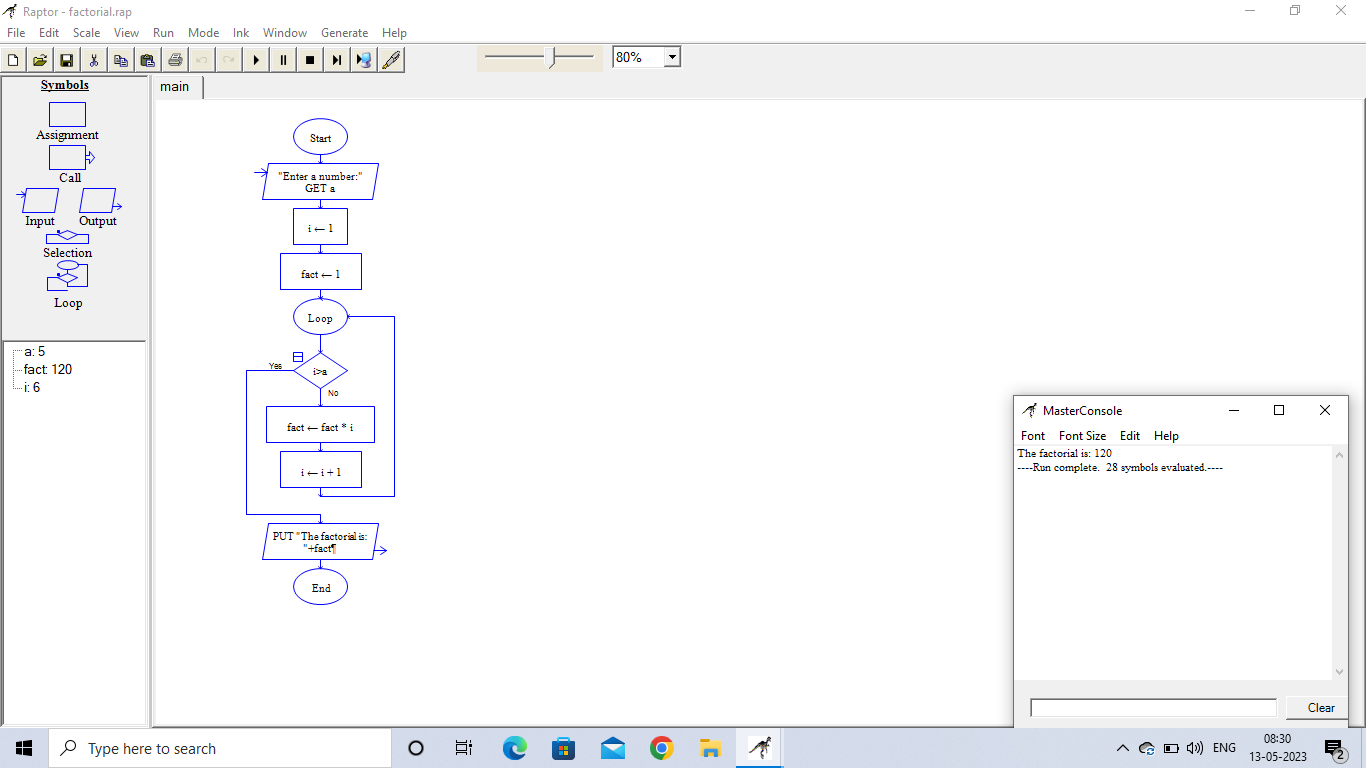 Raptor - factorial.rap
File Edit Scale View Run Mode Ink Window Generate Help
80%
Symbols
Assignment
Call
Input Output
Selection
Loop
a: 5
fact: 120
i: 6
main
Start
"Enter a number:"
GET a
i ← 1
fact ← 1
Loop
Yes
i>a
No
fact ← fact * i
i ← i + 1
PUT "The factorial is:
"+fact¶
End
MasterConsole
Font Font Size Edit Help
The factorial is: 120
----Run complete.  28 symbols evaluated.----
Clear
Type here to search
ENG
08:30
13-05-2023
2